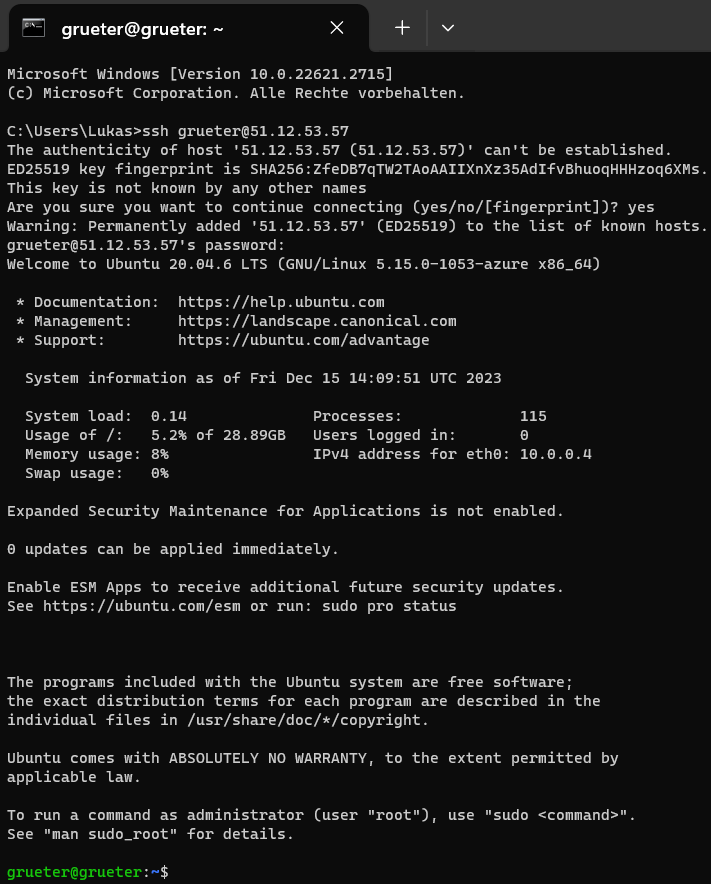 grueter@grueter: ~
Microsoft Windows [Version 10.0.22621.2715]
(c) Microsoft Corporation. Alle Rechte vorbehalten.
C:\Users\Lukas>ssh grueter@51.12.53.57
The authenticity of host '51.12.53.57 (51.12.53.57)' can't be established.
ED25519 key fingerprint is SHA256:ZfeDB7qTW2TAoAAIIXnXz35AdIfvBhuoqHHHzoq6XMs.
This key is not known by any other names
Are you sure you want to continue connecting (yes/no/[fingerprint])? yes
Warning: Permanently added '51.12.53.57' (ED25519) to the list of known hosts.
grueter@51.12.53.57's password:
Welcome to Ubuntu 20.04.6 LTS (GNU/Linux 5.15.0-1053-azure x86_64)
* Documentation:  https://help.ubuntu.com
* Management:     https://landscape.canonical.com
* Support:        https://ubuntu.com/advantage
System information as of Fri Dec 15 14:09:51 UTC 2023
System load:  0.14              Processes:             115
Usage of /:   5.2% of 28.89GB   Users logged in:       0
Memory usage: 8%                IPv4 address for eth0: 10.0.0.4
Swap usage:   0%
Expanded Security Maintenance for Applications is not enabled.
0 updates can be applied immediately.
Enable ESM Apps to receive additional future security updates.
See https://ubuntu.com/esm or run: sudo pro status
The programs included with the Ubuntu system are free software;
the exact distribution terms for each program are described in the
individual files in /usr/share/doc/*/copyright.
Ubuntu comes with ABSOLUTELY NO WARRANTY, to the extent permitted by
applicable law.
To run a command as administrator (user "root"), use "sudo <command>".
See "man sudo_root" for details.
grueter@grueter:~$